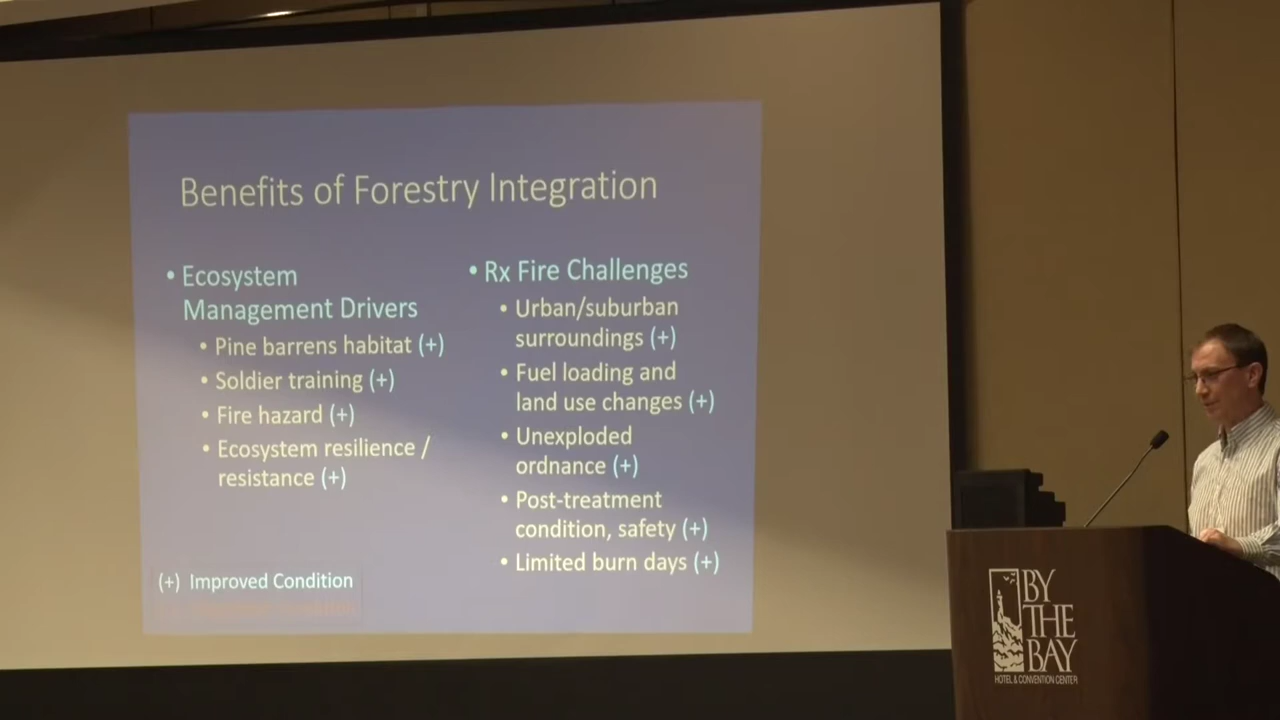 Benefits of Forestry Integration
• Ecosystem
Management Drivers
• Pine barrens habitat (+)
• Soldier training (+)
• Fire hazard (+)
• Ecosystem resilience /
resistance (+)
• Rx Fire Challenges
• Urban/suburban
surroundings (+)
• Fuel loading and
land use changes (+)
• Unexploded
ordnance (+)
• Post-treatment
condition, safety (+)
• Limited burn days (+)
(+) Improved Condition
BY
THE
BAY
HOTEL & CONVENTION CENTER